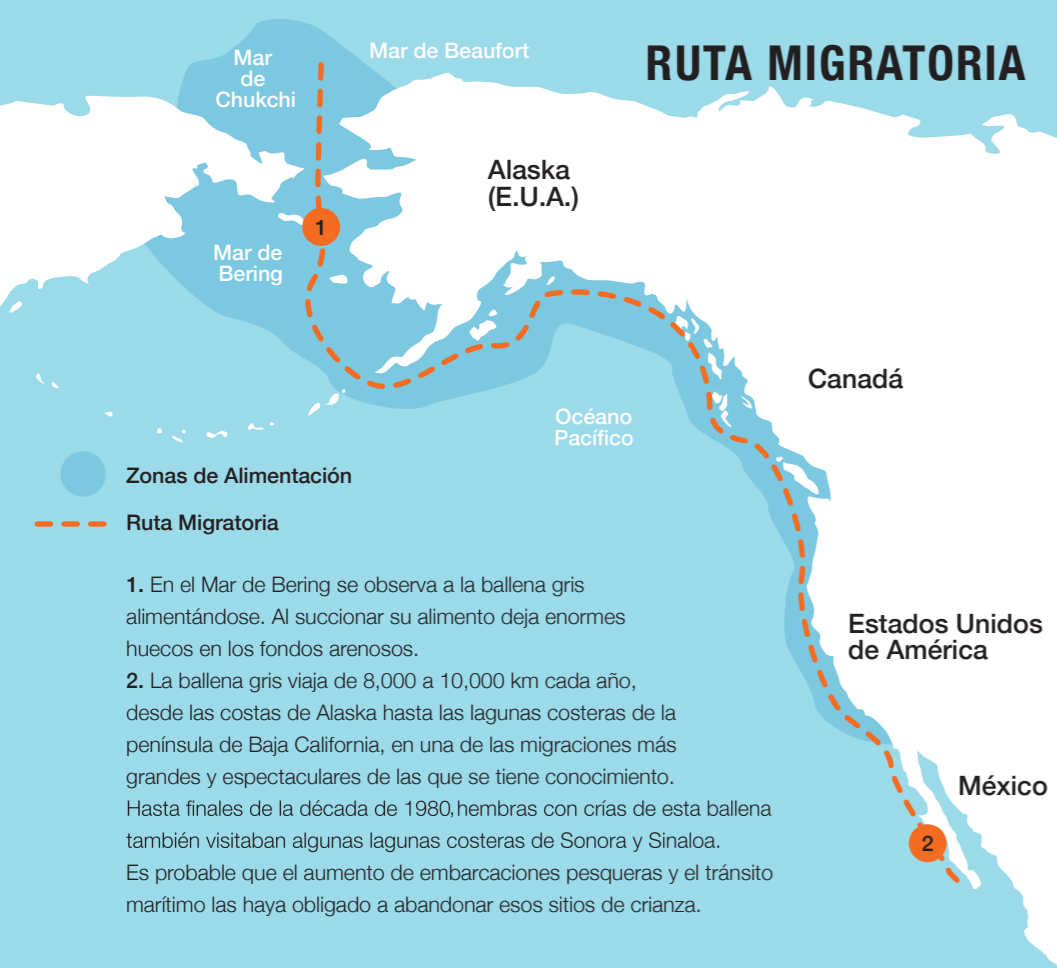 RUTA MIGRATORIA
Mar
de
Chukchi
Mar de Beaufort
Alaska
(E.U.A.)
1
Mar de
Bering
Canadá
Océano
Pacífico
Zonas de Alimentación
Ruta Migratoria
1. En el Mar de Bering se observa a la ballena gris
alimentándose. Al succionar su alimento deja enormes
huecos en los fondos arenosos.
2. La ballena gris viaja de 8,000 a 10,000 km cada año,
desde las costas de Alaska hasta las lagunas costeras de la
península de Baja California, en una de las migraciones más
grandes y espectaculares de las que se tiene conocimiento.
Hasta finales de la década de 1980, hembras con crías de esta ballena
también visitaban algunas lagunas costeras de Sonora y Sinaloa.
Es probable que el aumento de embarcaciones pesqueras y el tránsito
marítimo las haya obligado a abandonar esos sitios de crianza.
Estados Unidos
de América
México
2